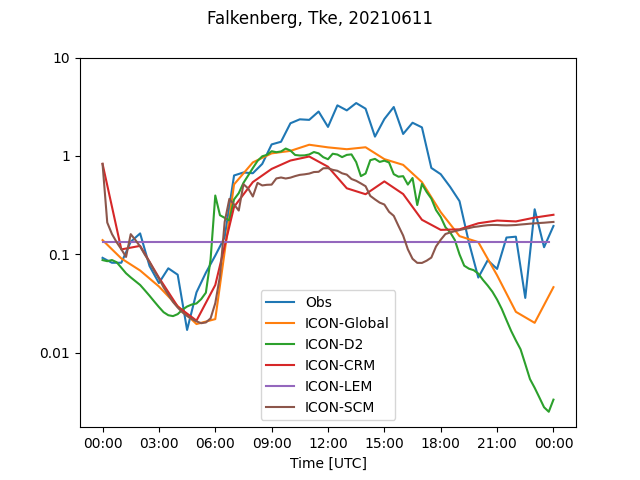 Falkenberg, Tke, 20210611
10
1
0.1
0.01
Obs
ICON-Global
ICON-D2
ICON-CRM
ICON-LEM
ICON-SCM
00:00 03:00 06:00 09:00 12:00 15:00 18:00 21:00 00:00
Time [UTC]